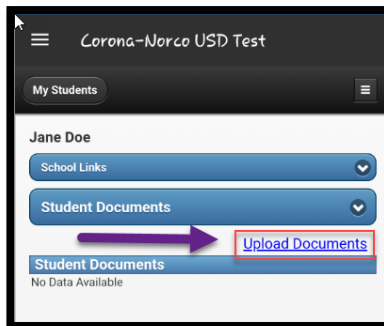 Corona-Norco USD Test
My Students
Jane Doe
School Links
Student Documents
Upload Documents
Student Documents
No Data Available